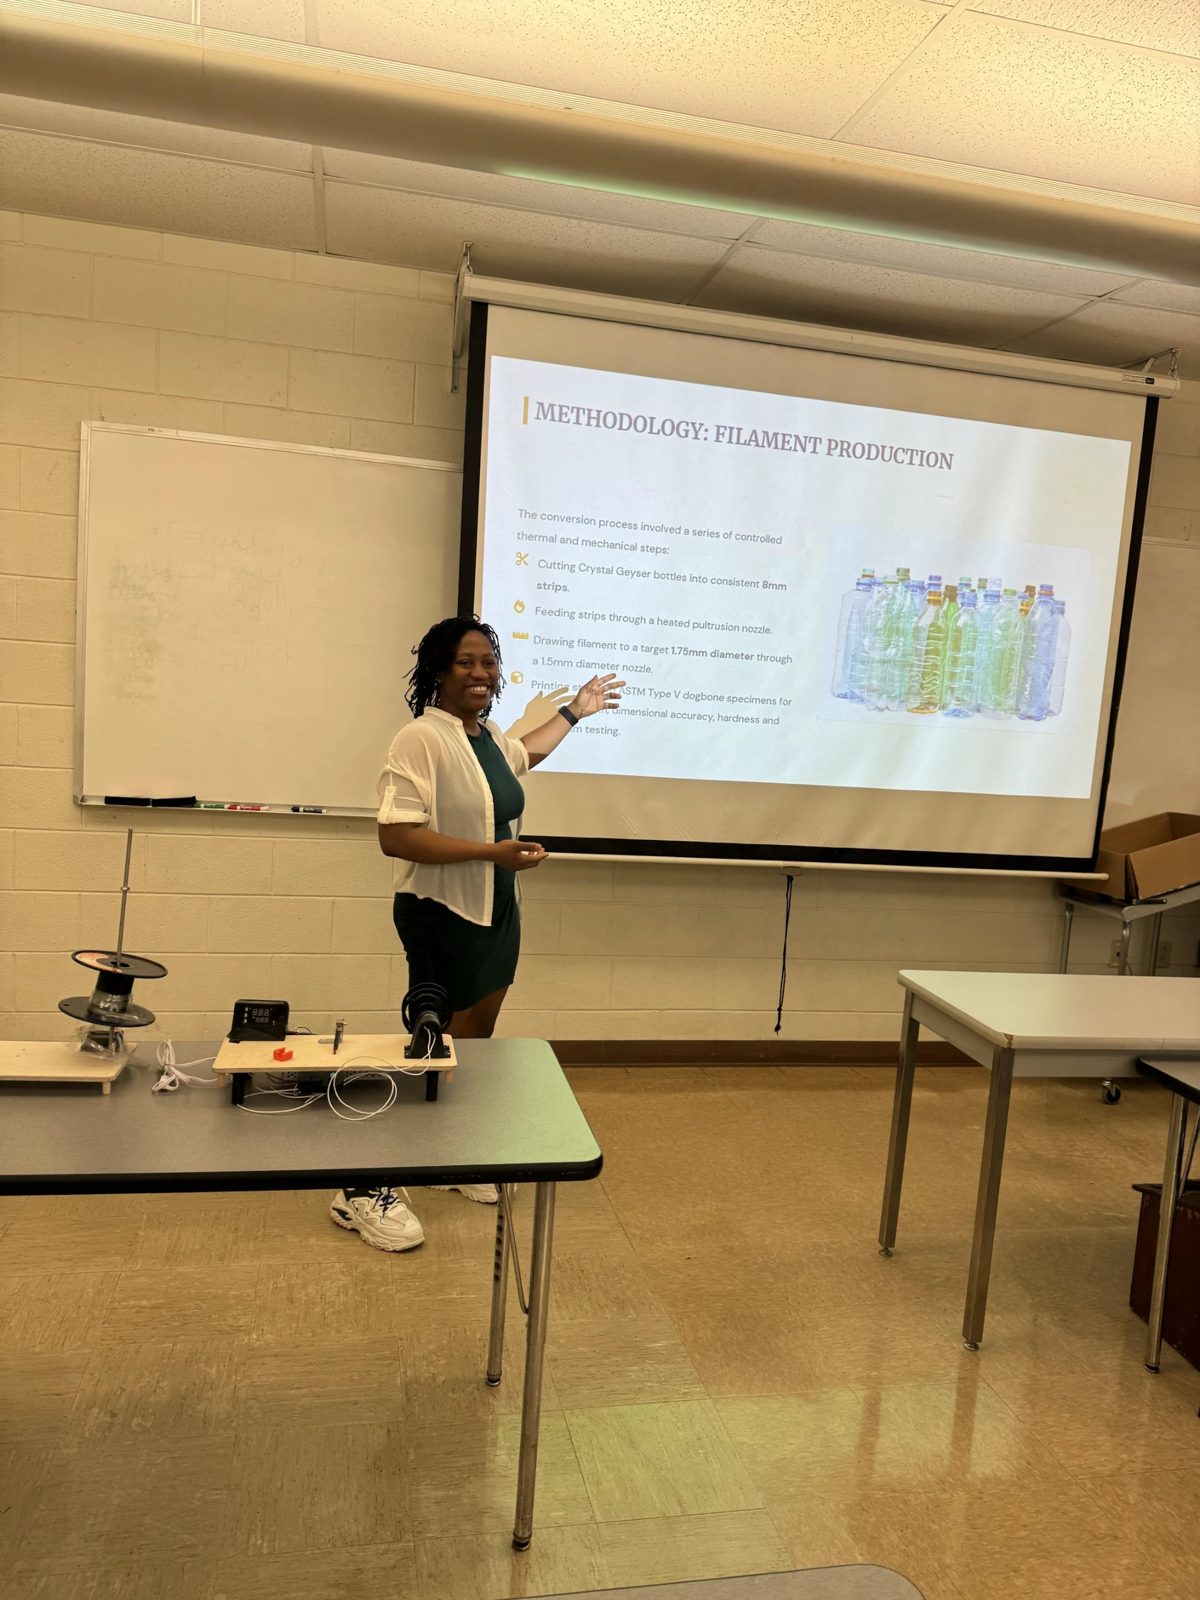 METHODOLOGY: FILAMENT PRODUCTION
The conversion process involved a series of controlled
thermal and mechanical steps:
Cutting Crystal Geyser bottles into consistent 8mm
strips.
Feeding strips through a heated pultrusion nozzle.
Drawing filament to a target 1.75mm diameter through
a 1.5mm diameter nozzle.
Printing ASTM Type V dogbone specimens for
dimensional accuracy, hardness and
testing.